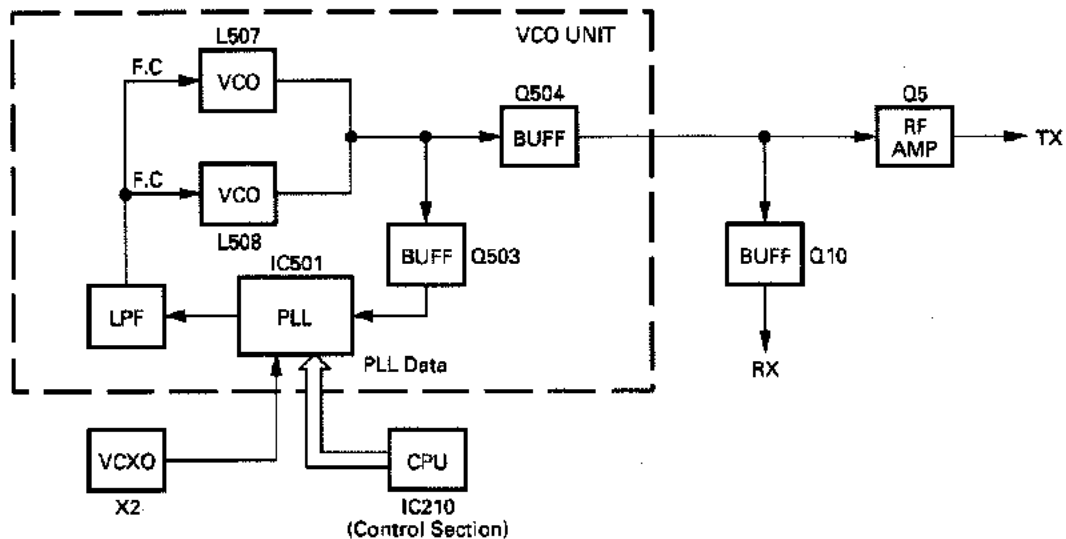 VCO UNIT
L507
F.C
VCO
Q504
BUFF
Q5
RF
AMP
TX
F.C
VCO
L508
BUFF
Q503
BUFF
Q10
IC501
LPF
PLL
PLL Data
RX
VCXO
X2
CPU
IC210
(Control Section)